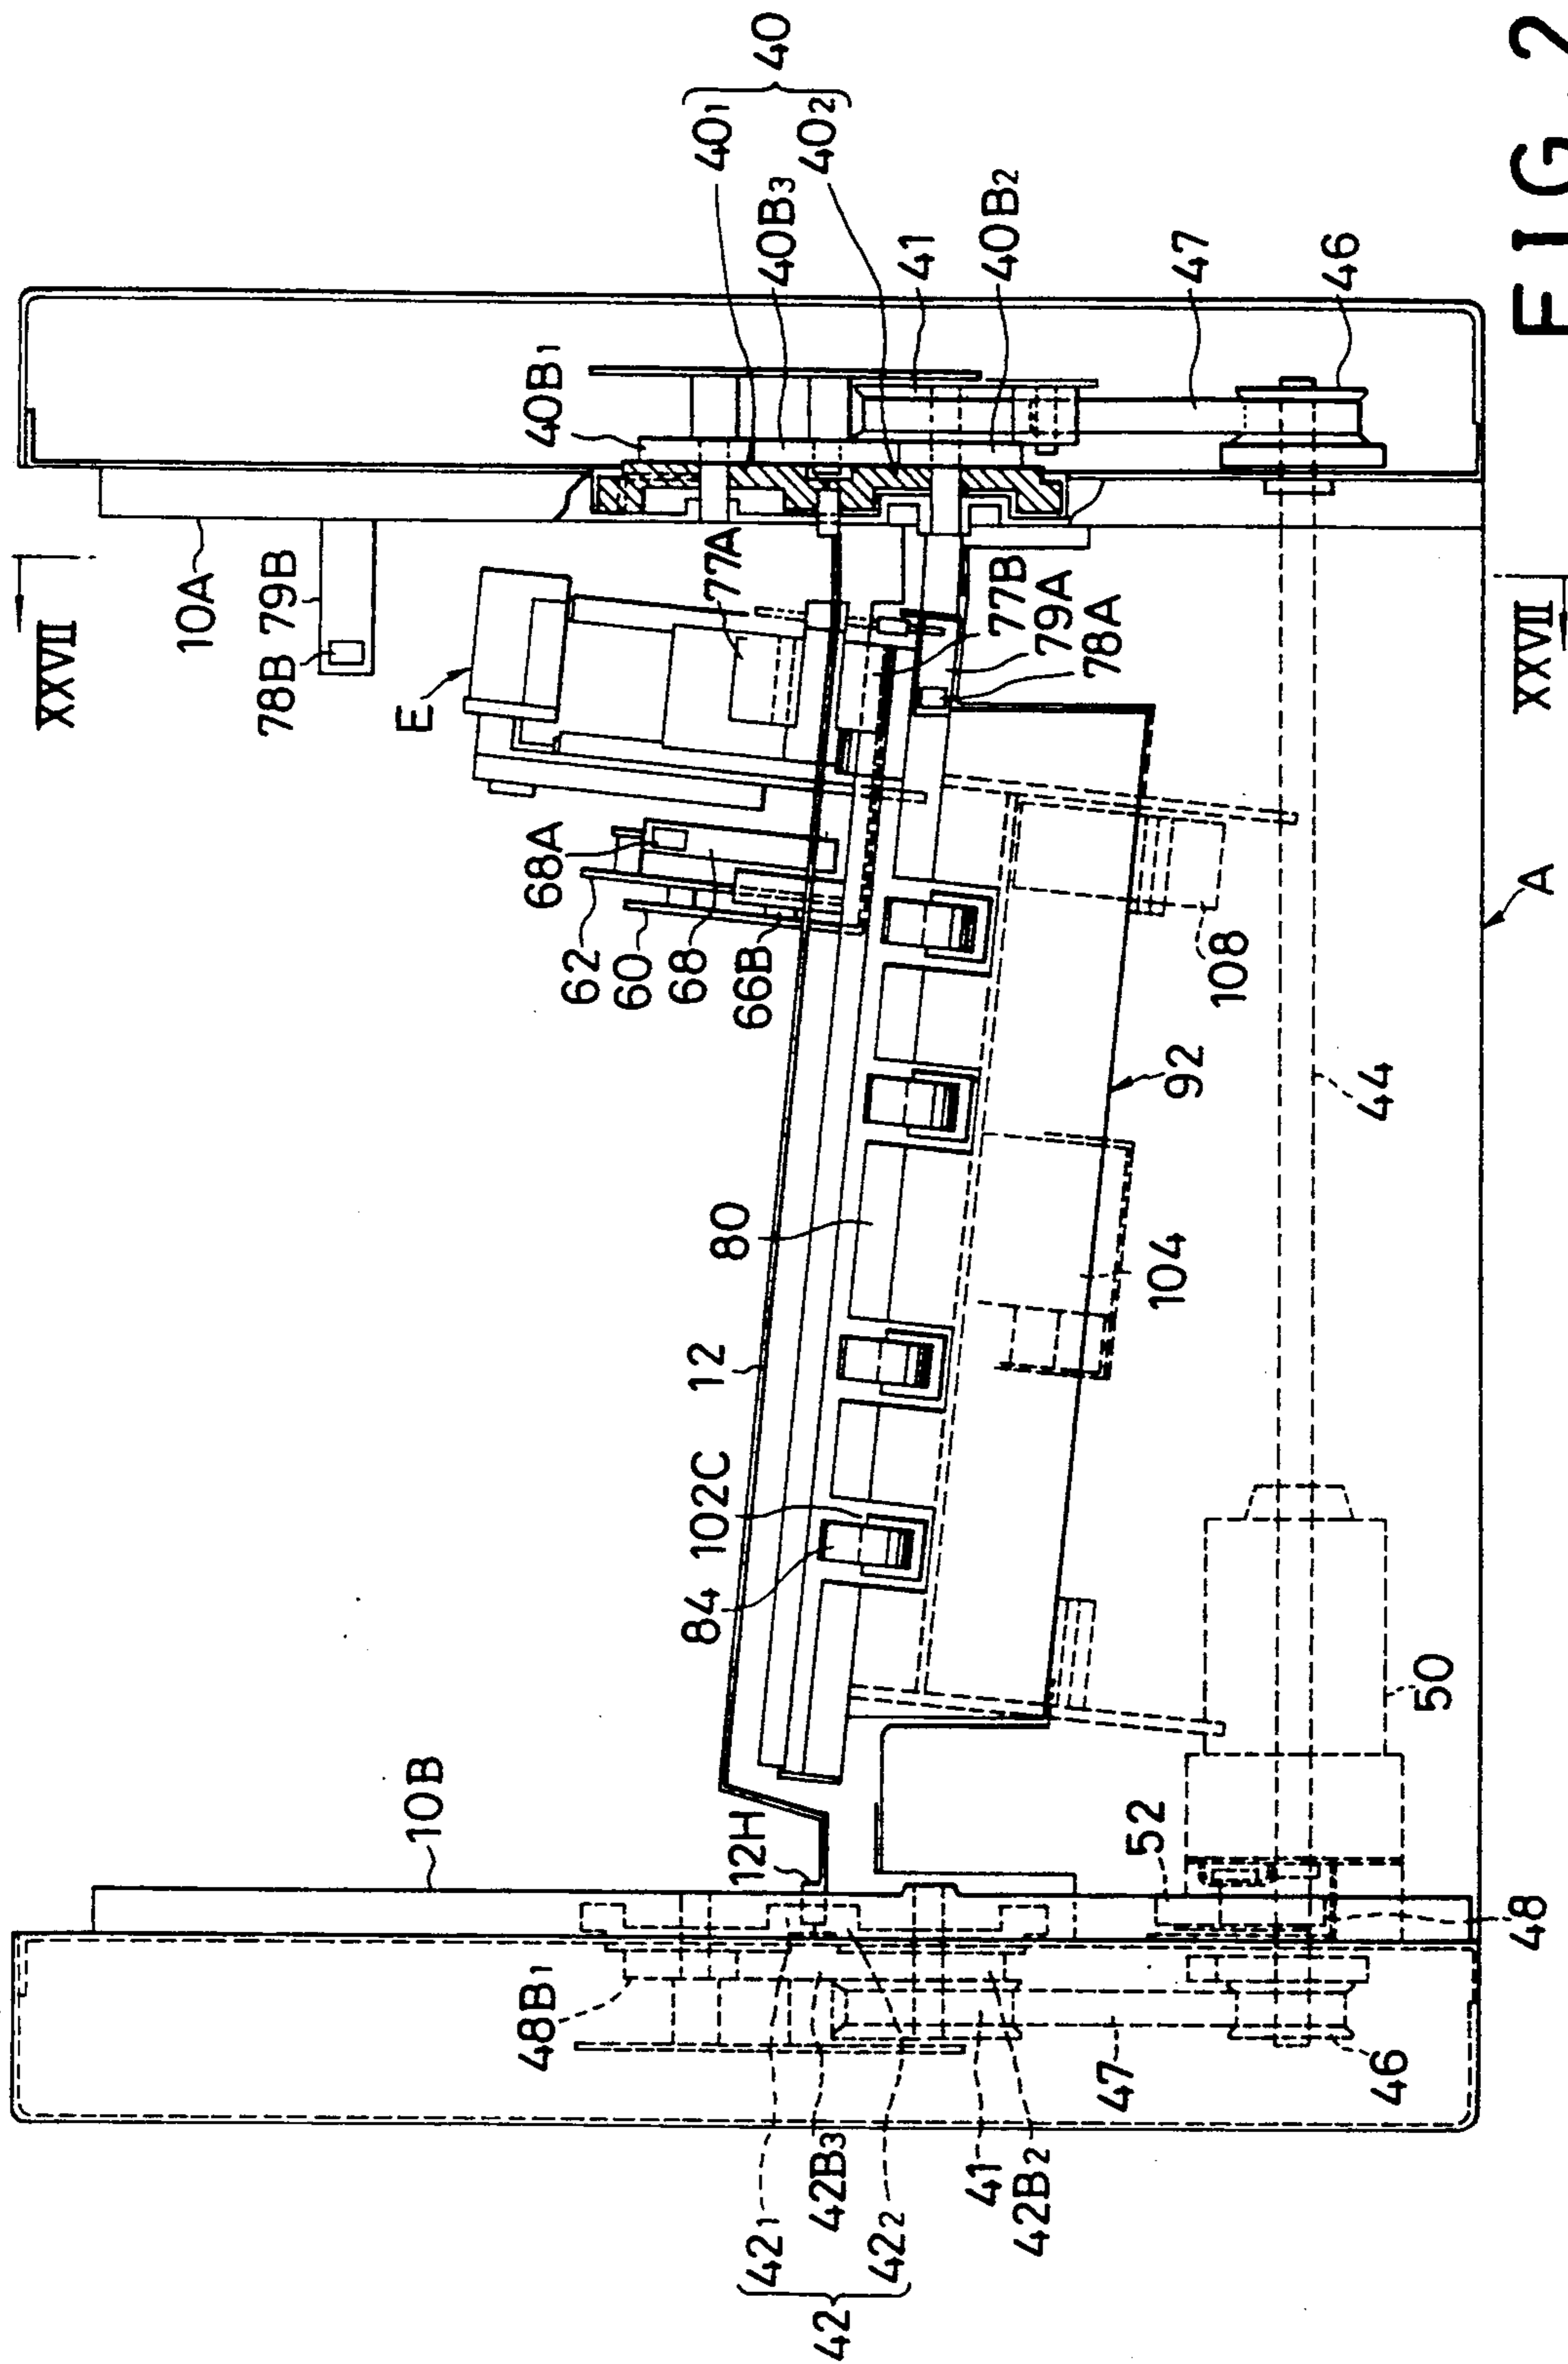 FIG. 2
40
40₁
40₂
40B₃
40B₁
41
40B₂
47
46
XXVII
XXVII
10A
79B
78B
E
77A
77B
79A
78A
68A
62
60
68
66B
108
A
92
44
80
104
12
102C
84
50
10B
12H
52
48
48B₁
47
46
42₁
42B₃
42₂
41
42B₂
42